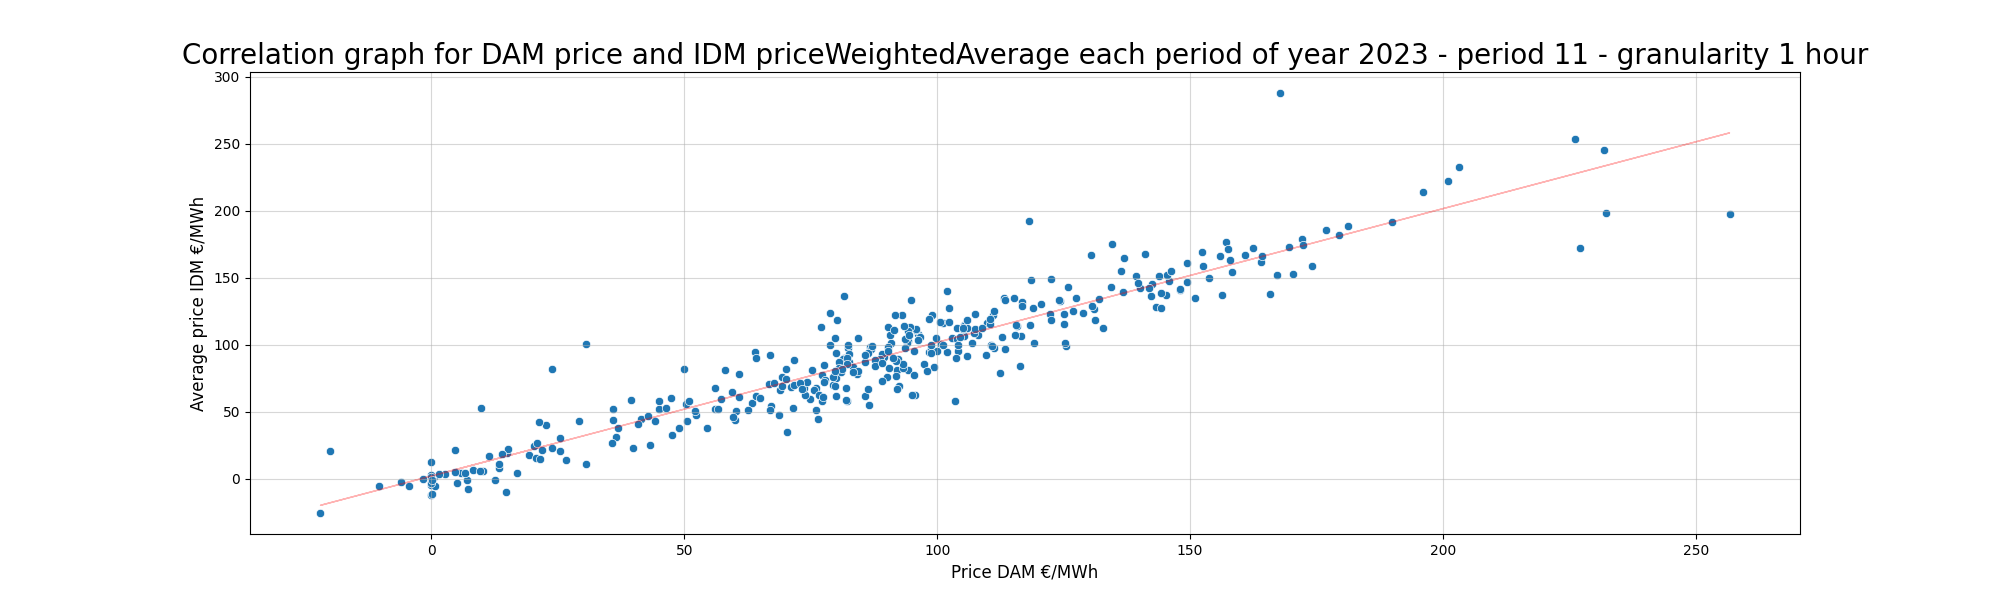 Correlation graph for DAM price and IDM priceWeightedAverage each period of year 2023 - period 11 - granularity 1 hour
300
250
200
150
100
50
0
Average price IDM €/MWh
0 50 100 150 200 250
Price DAM €/MWh